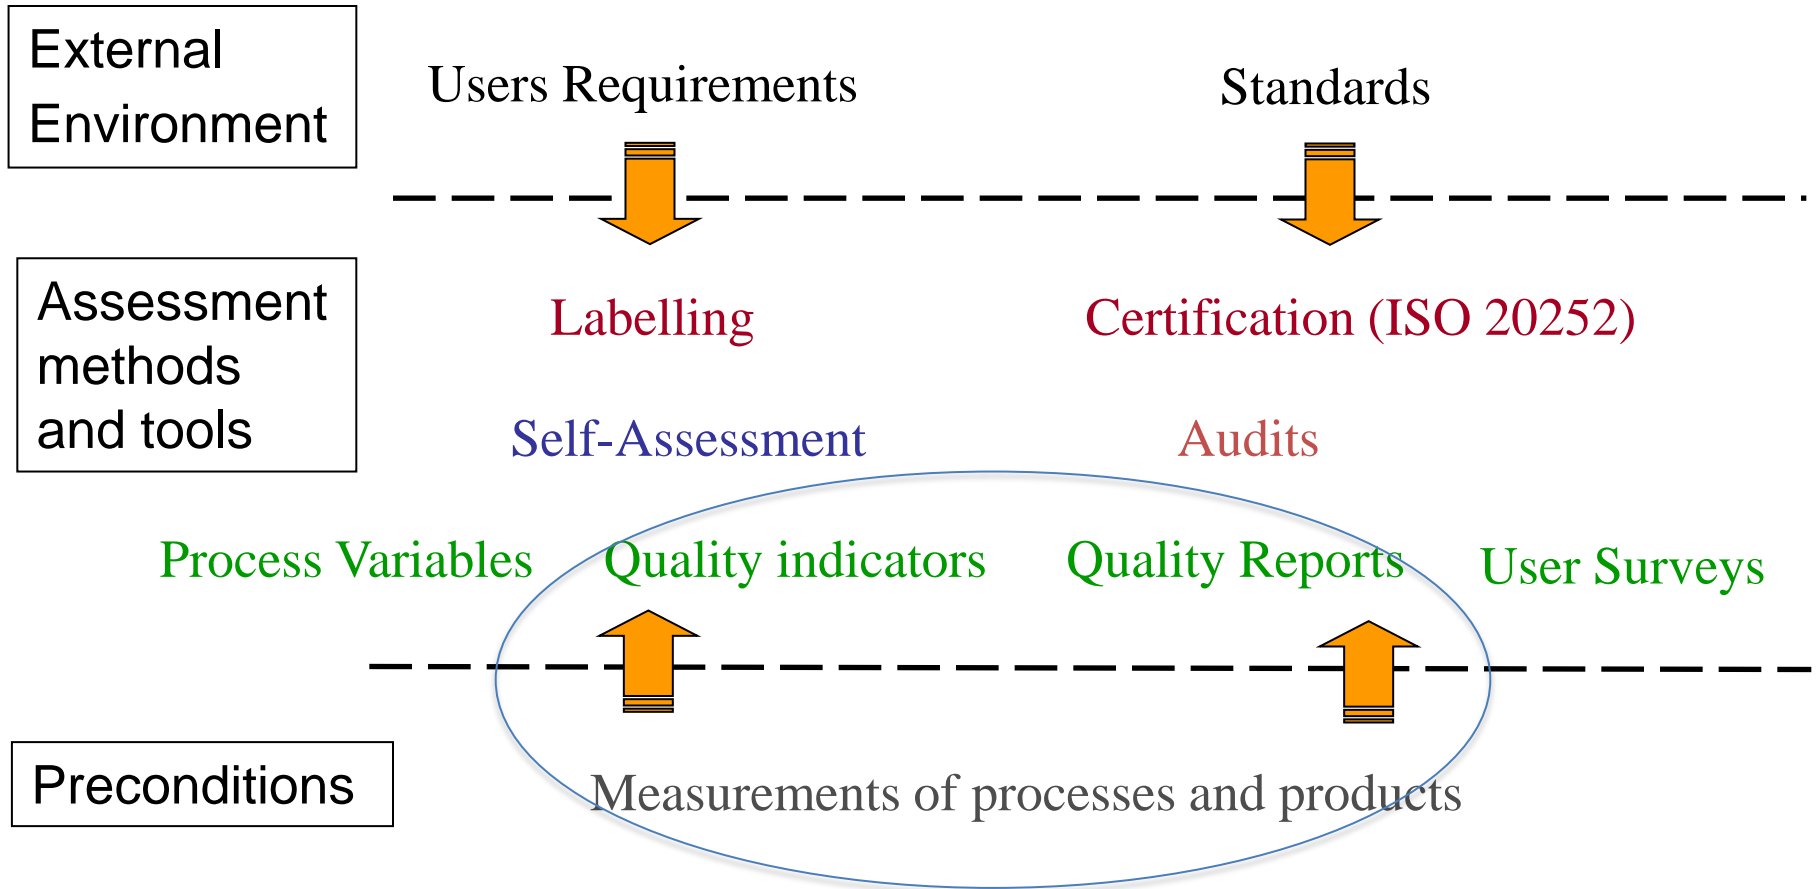 External
Environment
Users Requirements
Standards
Assessment
methods
and tools
Labelling
Certification (ISO 20252)
Self-Assessment
Audits
Process Variables
Quality indicators
Quality Reports
User Surveys
Preconditions
Measurements of processes and products